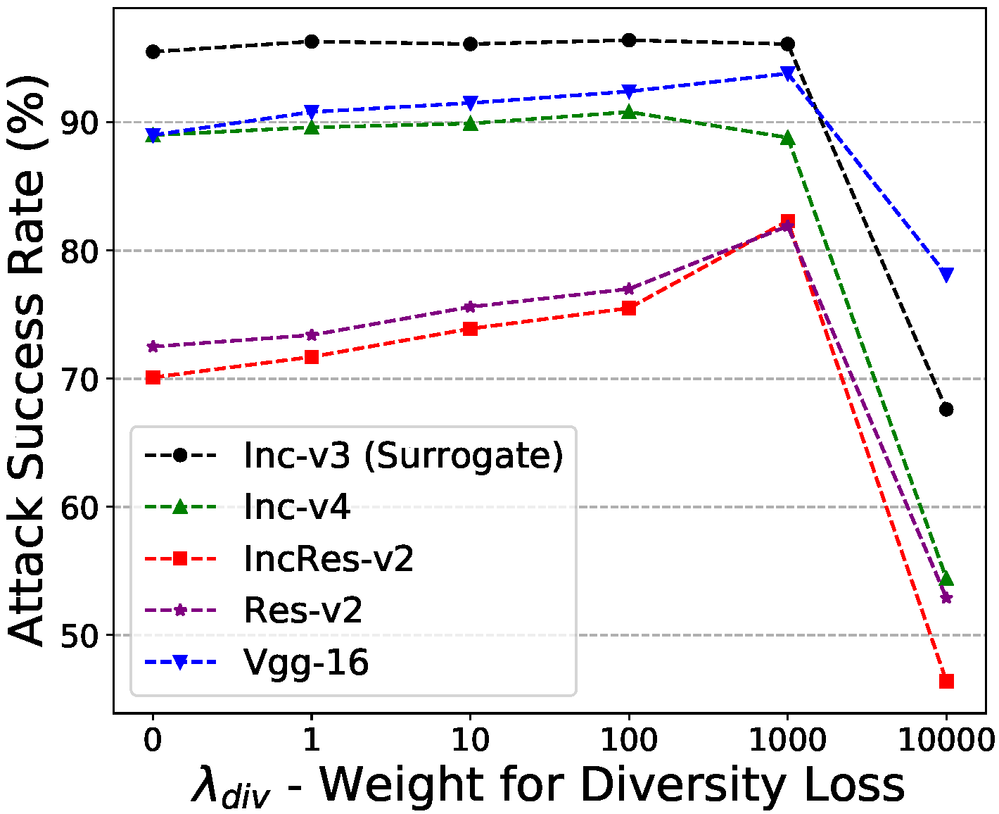 Attack Success Rate (%)
90
80
70
60
50
Inc-v3 (Surrogate)
Inc-v4
IncRes-v2
Res-v2
Vgg-16
0 1 10 100 1000 10000
λdiv - Weight for Diversity Loss